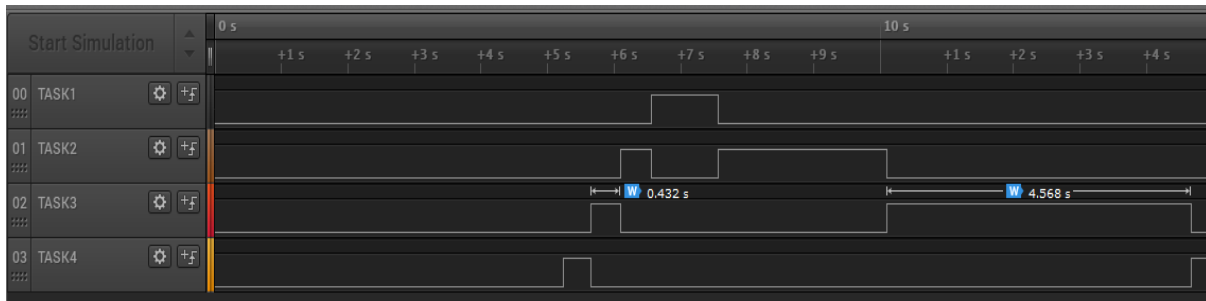 Start Simulation
0 s 10 s
+1 s +2 s +3 s +4 s +5 s +6 s +7 s +8 s +9 s +1 s +2 s +3 s +4 s
00 TASK1
01 TASK2
W 0.432 s W 4.568 s
02 TASK3
03 TASK4